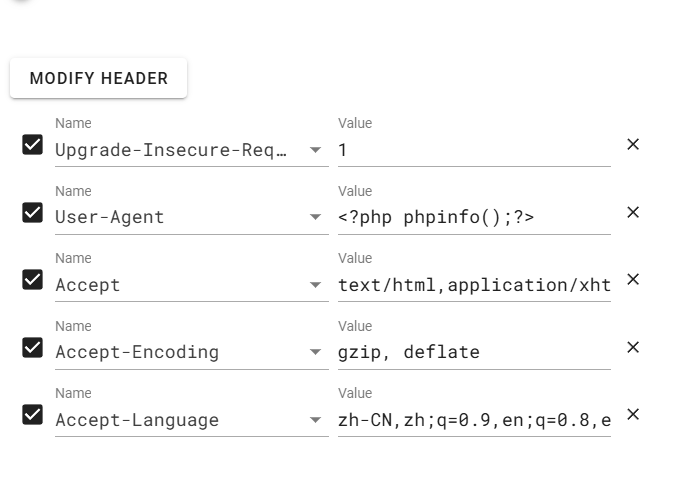 MODIFY HEADER
Name Value
Upgrade-Insecure-Req… 1
Name Value
User-Agent <?php phpinfo();?>
Name Value
Accept text/html,application/xht
Name Value
Accept-Encoding gzip, deflate
Name Value
Accept-Language zh-CN,zh;q=0.9,en;q=0.8,e